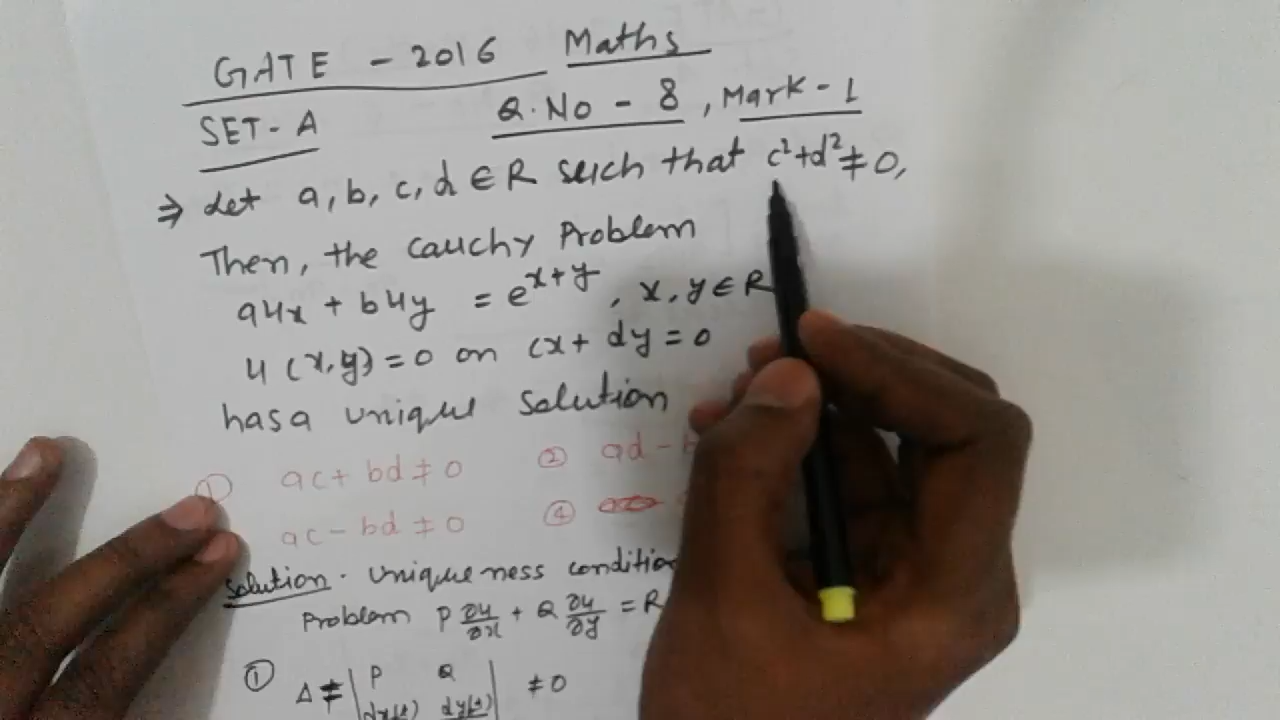 GATE - 2016 Maths
SET-A Q.No - 8, Mark - 1
⇒ Let a, b, c, d ∈ R such that c²+d² ≠ 0,
Then, the Cauchy Problem
aux + buy = e^x+y, x, y ∈ R
u(x,y)=0 on cx+ dy = 0
has a unique solution
① ac+ bd ≠ 0 ② ad -
ac - bd ≠ 0 ④
Solution. Uniqueness condition
Problem P ∂u/∂x + Q ∂u/∂y = R
① Δ ≠ | P Q | ≠ 0